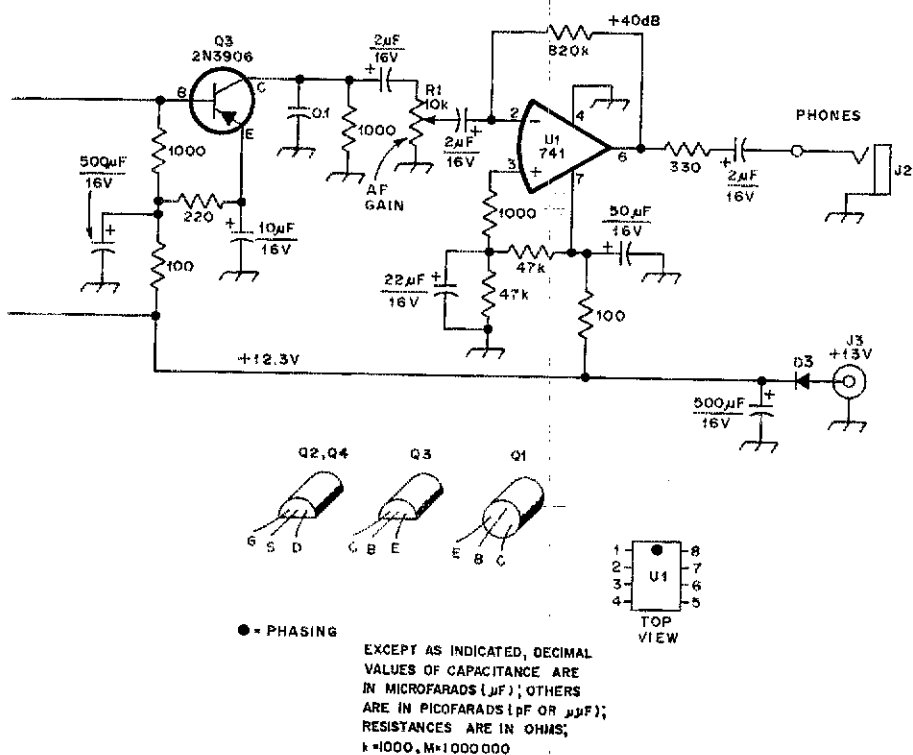 +40dB
820k
Q3
2N3906
2µF
16V
B
C
E
R1
10k
0.1
1000
AF
GAIN
2µF
16V
2
4
U1
741
6
3
7
PHONES
330
2µF
16V
J2
1000
500µF
16V
220
10µF
16V
100
1000
47k
50µF
16V
22µF
16V
47k
100
+12.3V
J3
+13V
D3
500µF
16V
Q2,Q4
Q3
Q1
G S D
C B E
E B C
1 8
2 7
3 6
4 5
U1
TOP
VIEW
● = PHASING
EXCEPT AS INDICATED, DECIMAL
VALUES OF CAPACITANCE ARE
IN MICROFARADS (µF); OTHERS
ARE IN PICOFARADS (pF OR µµF);
RESISTANCES ARE IN OHMS;
k=1000, M=1000000